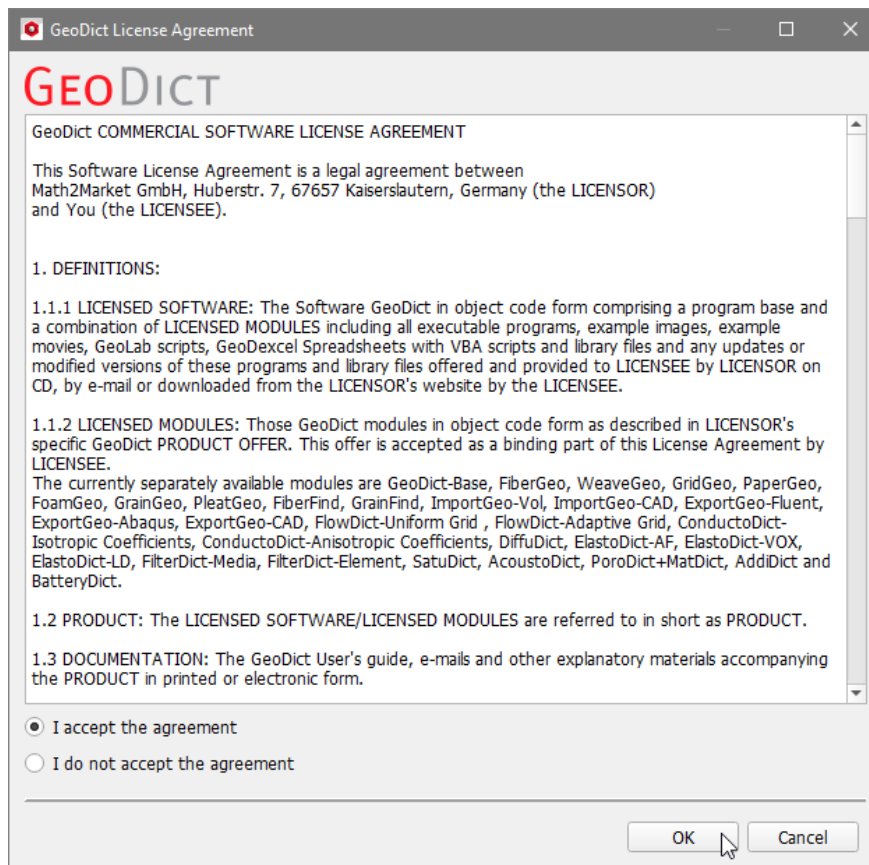 GeoDict License Agreement
GEODICT
GeoDict COMMERCIAL SOFTWARE LICENSE AGREEMENT
This Software License Agreement is a legal agreement between
Math2Market GmbH, Huberstr. 7, 67657 Kaiserslautern, Germany (the LICENSOR)
and You (the LICENSEE).
1. DEFINITIONS:
1.1.1 LICENSED SOFTWARE: The Software GeoDict in object code form comprising a program base and
a combination of LICENSED MODULES including all executable programs, example images, example
movies, GeoLab scripts, GeoDexcel Spreadsheets with VBA scripts and library files and any updates or
modified versions of these programs and library files offered and provided to LICENSEE by LICENSOR on
CD, by e-mail or downloaded from the LICENSOR's website by the LICENSEE.
1.1.2 LICENSED MODULES: Those GeoDict modules in object code form as described in LICENSOR's
specific GeoDict PRODUCT OFFER. This offer is accepted as a binding part of this License Agreement by
LICENSEE.
The currently separately available modules are GeoDict-Base, FiberGeo, WeaveGeo, GridGeo, PaperGeo,
FoamGeo, GrainGeo, PleatGeo, FiberFind, GrainFind, ImportGeo-Vol, ImportGeo-CAD, ExportGeo-Fluent,
ExportGeo-Abaqus, ExportGeo-CAD, FlowDict-Uniform Grid , FlowDict-Adaptive Grid, ConductoDict-
Isotropic Coefficients, ConductoDict-Anisotropic Coefficients, DiffuDict, ElastoDict-AF, ElastoDict-VOX,
ElastoDict-LD, FilterDict-Media, FilterDict-Element, SatuDict, AcoustoDict, PoroDict+MatDict, AddiDict and
BatteryDict.
1.2 PRODUCT: The LICENSED SOFTWARE/LICENSED MODULES are referred to in short as PRODUCT.
1.3 DOCUMENTATION: The GeoDict User's guide, e-mails and other explanatory materials accompanying
the PRODUCT in printed or electronic form.
I accept the agreement
I do not accept the agreement
OK
Cancel